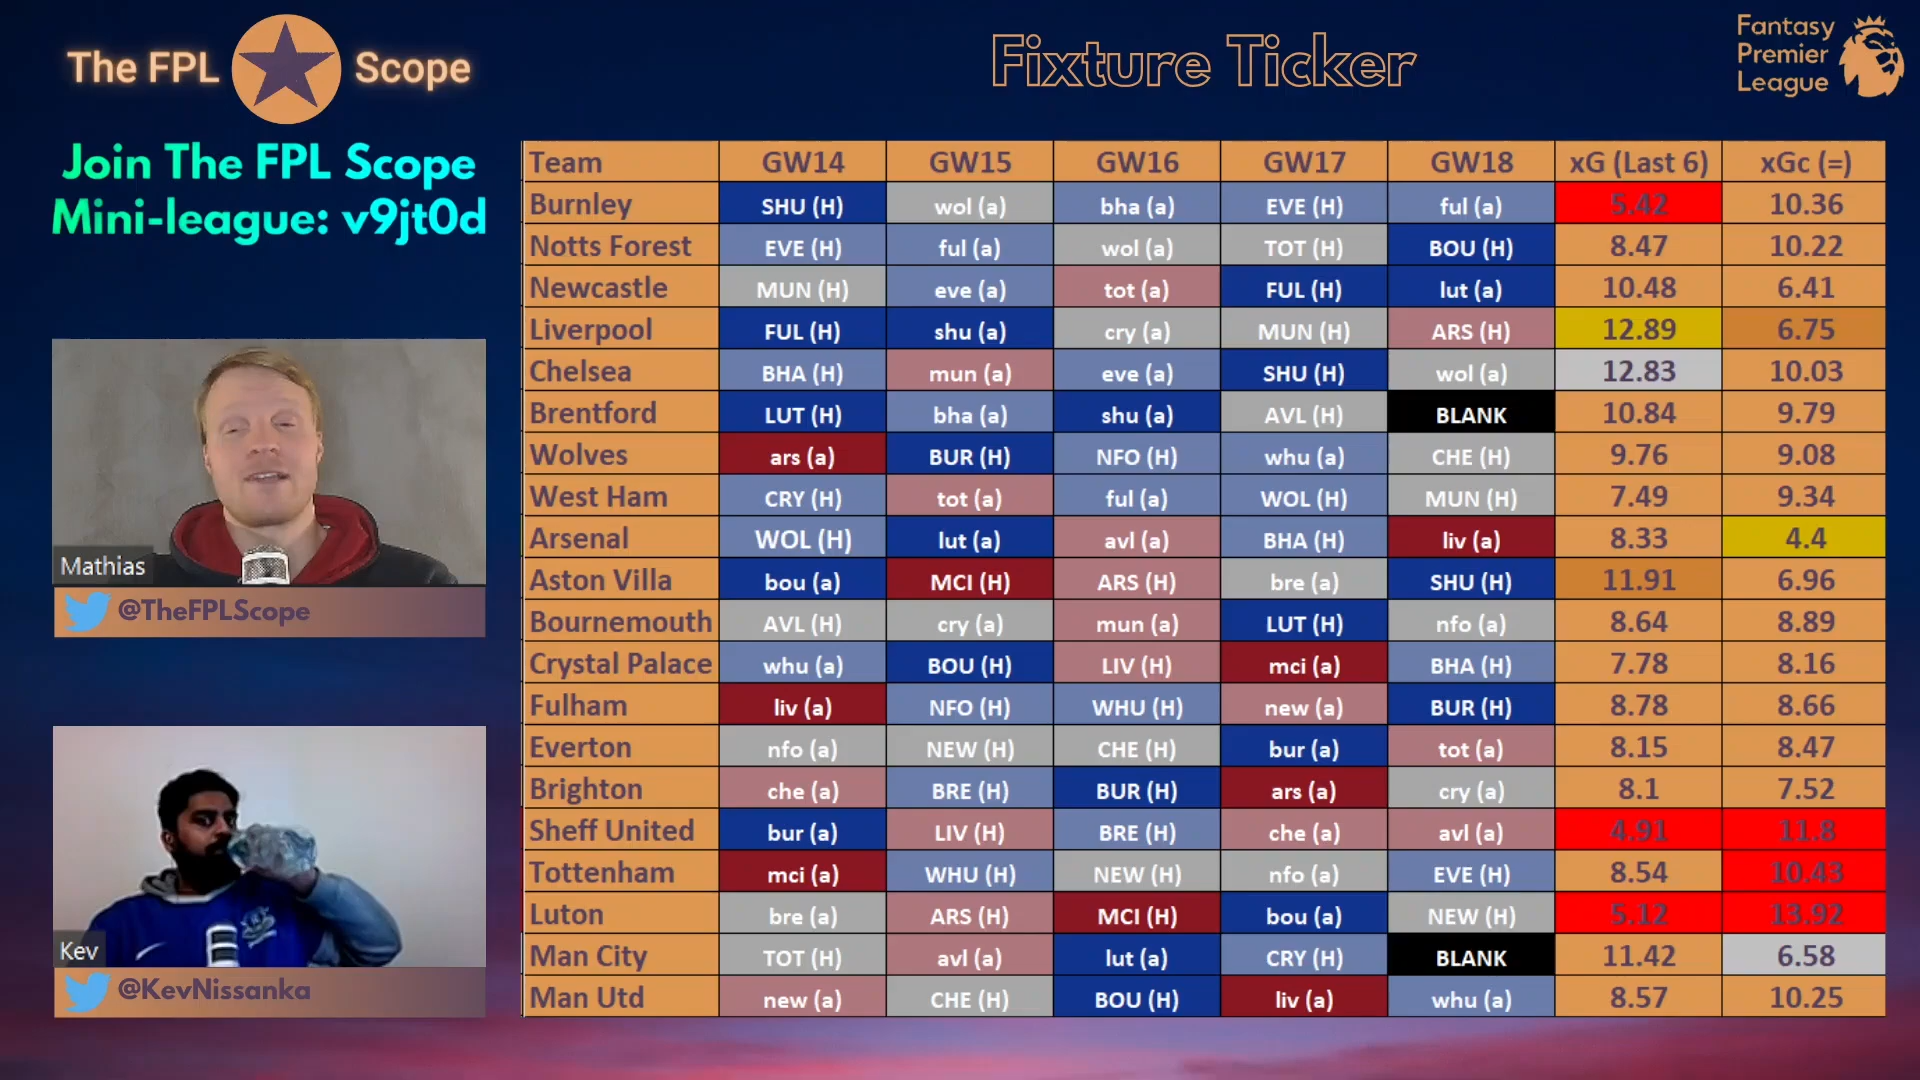 The FPL Scope
Fixture Ticker
Fantasy
Premier
League
Join The FPL Scope
Mini-league: v9jt0d
Mathias
@TheFPLScope
Kev
@KevNissanka
Team GW14 GW15 GW16 GW17 GW18 xG (Last 6) xGc (=)
Burnley SHU (H) wol (a) bha (a) EVE (H) ful (a) 5.42 10.36
Notts Forest EVE (H) ful (a) wol (a) TOT (H) BOU (H) 8.47 10.22
Newcastle MUN (H) eve (a) tot (a) FUL (H) lut (a) 10.48 6.41
Liverpool FUL (H) shu (a) cry (a) MUN (H) ARS (H) 12.89 6.75
Chelsea BHA (H) mun (a) eve (a) SHU (H) wol (a) 12.83 10.03
Brentford LUT (H) bha (a) shu (a) AVL (H) BLANK 10.84 9.79
Wolves ars (a) BUR (H) NFO (H) whu (a) CHE (H) 9.76 9.08
West Ham CRY (H) tot (a) ful (a) WOL (H) MUN (H) 7.49 9.34
Arsenal WOL (H) lut (a) avl (a) BHA (H) liv (a) 8.33 4.4
Aston Villa bou (a) MCI (H) ARS (H) bre (a) SHU (H) 11.91 6.96
Bournemouth AVL (H) cry (a) mun (a) LUT (H) nfo (a) 8.64 8.89
Crystal Palace whu (a) BOU (H) LIV (H) mci (a) BHA (H) 7.78 8.16
Fulham liv (a) NFO (H) WHU (H) new (a) BUR (H) 8.78 8.66
Everton nfo (a) NEW (H) CHE (H) bur (a) tot (a) 8.15 8.47
Brighton che (a) BRE (H) BUR (H) ars (a) cry (a) 8.1 7.52
Sheff United bur (a) LIV (H) BRE (H) che (a) avl (a) 4.91 11.8
Tottenham mci (a) WHU (H) NEW (H) nfo (a) EVE (H) 8.54 10.43
Luton bre (a) ARS (H) MCI (H) bou (a) NEW (H) 5.12 13.92
Man City TOT (H) avl (a) lut (a) CRY (H) BLANK 11.42 6.58
Man Utd new (a) CHE (H) BOU (H) liv (a) whu (a) 8.57 10.25